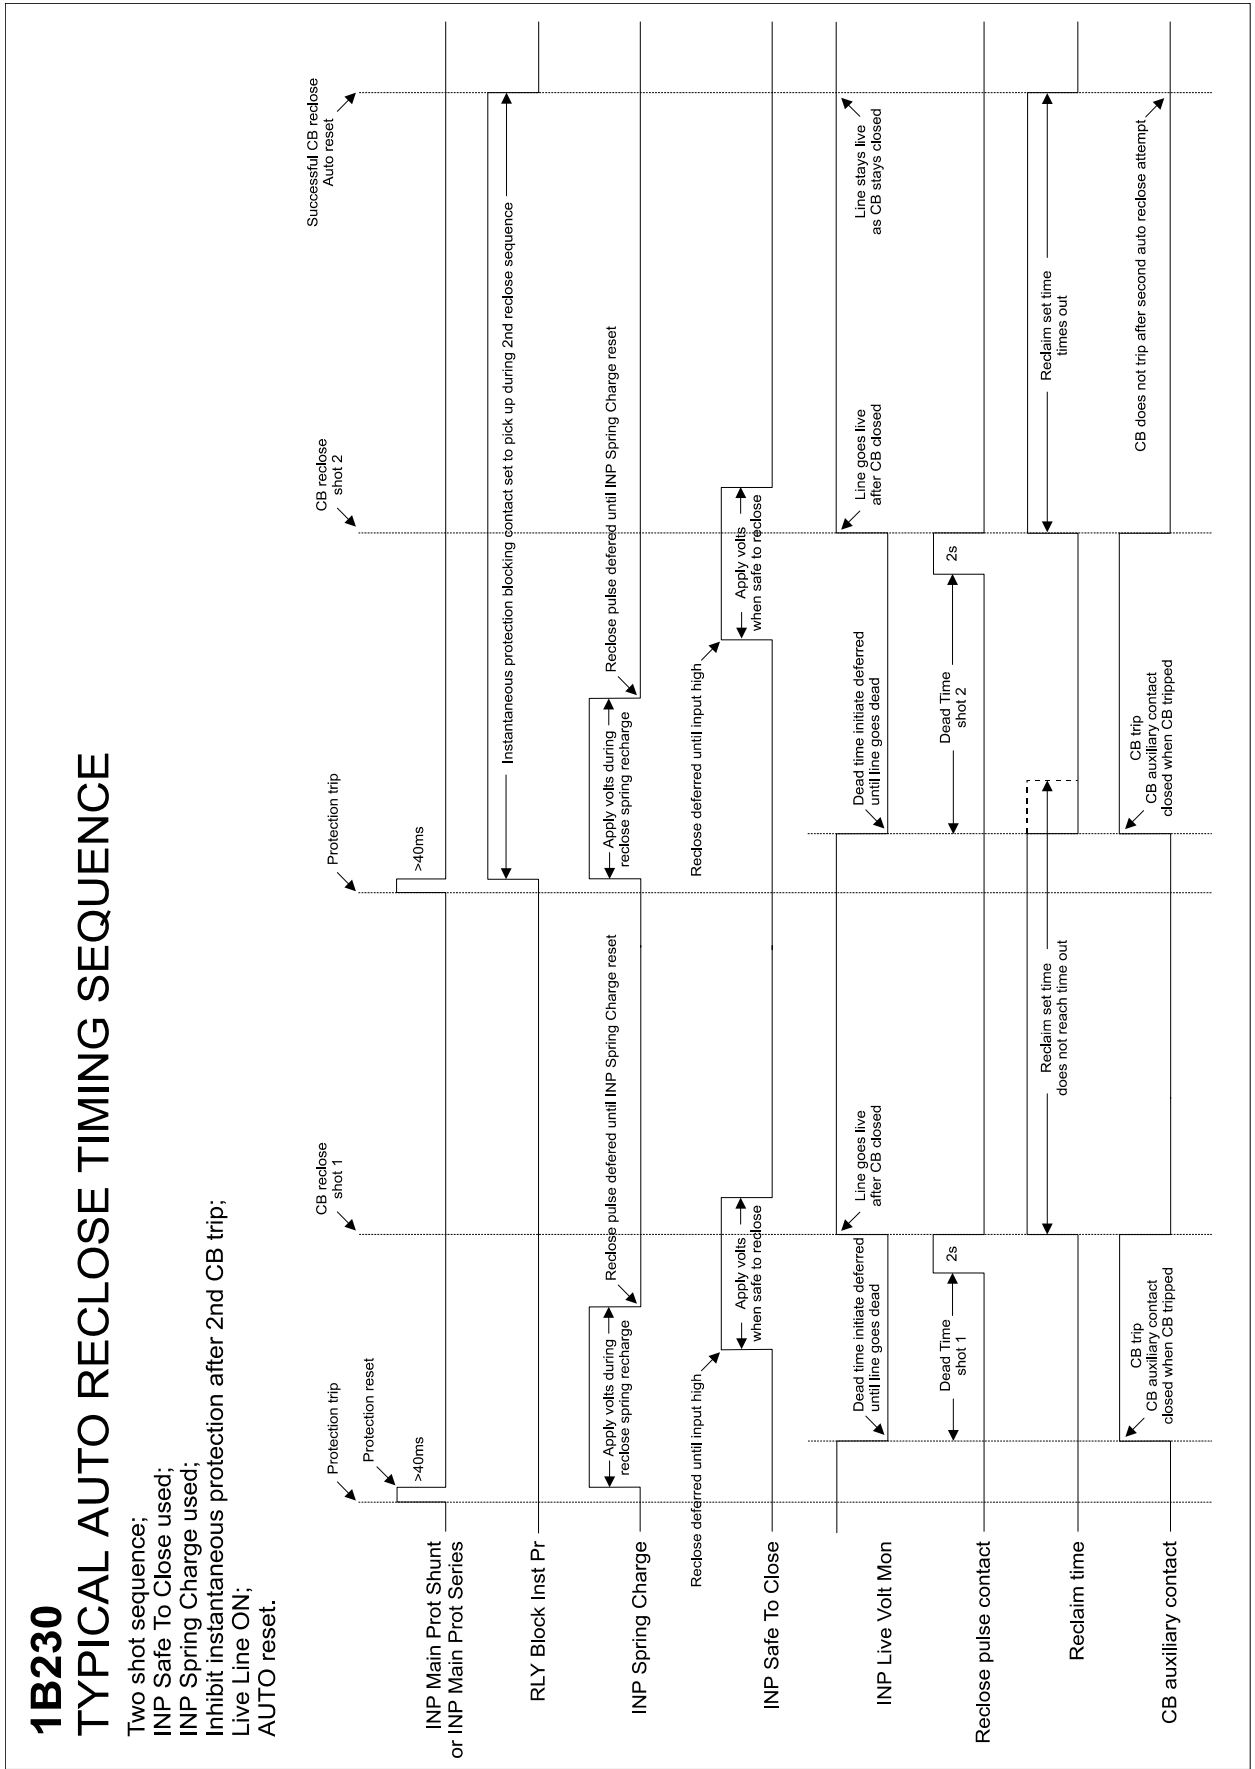 1B230
TYPICAL AUTO RECLOSE TIMING SEQUENCE
Two shot sequence;
INP Safe To Close used;
INP Spring Charge used;
Inhibit instantaneous protection after 2nd CB trip;
Live Line ON;
AUTO reset.
Protection trip
Protection reset
CB reclose
shot 1
Protection trip
CB reclose
shot 2
Successful CB reclose
Auto reset
INP Main Prot Shunt
or INP Main Prot Series
>40ms
>40ms
RLY Block Inst Pr
Instantaneous protection blocking contact set to pick up during 2nd reclose sequence
INP Spring Charge
Apply volts during
reclose spring recharge
Reclose pulse defered until INP Spring Charge reset
Apply volts during
reclose spring recharge
Reclose pulse defered until INP Spring Charge reset
INP Safe To Close
Reclose deferred until input high
Apply volts
when safe to reclose
Reclose deferred until input high
Apply volts
when safe to reclose
INP Live Volt Mon
Dead time initiate deferred
until line goes dead
Line goes live
after CB closed
Dead time initiate deferred
until line goes dead
Line goes live
after CB closed
Line stays live
as CB stays closed
Reclose pulse contact
Dead Time
shot 1
2s
Dead Time
shot 2
2s
Reclaim time
Reclaim set time
does not reach time out
Reclaim set time
times out
CB auxiliary contact
CB trip
CB auxiliary contact
closed when CB tripped
CB trip
CB auxiliary contact
closed when CB tripped
CB does not trip after second auto reclose attempt